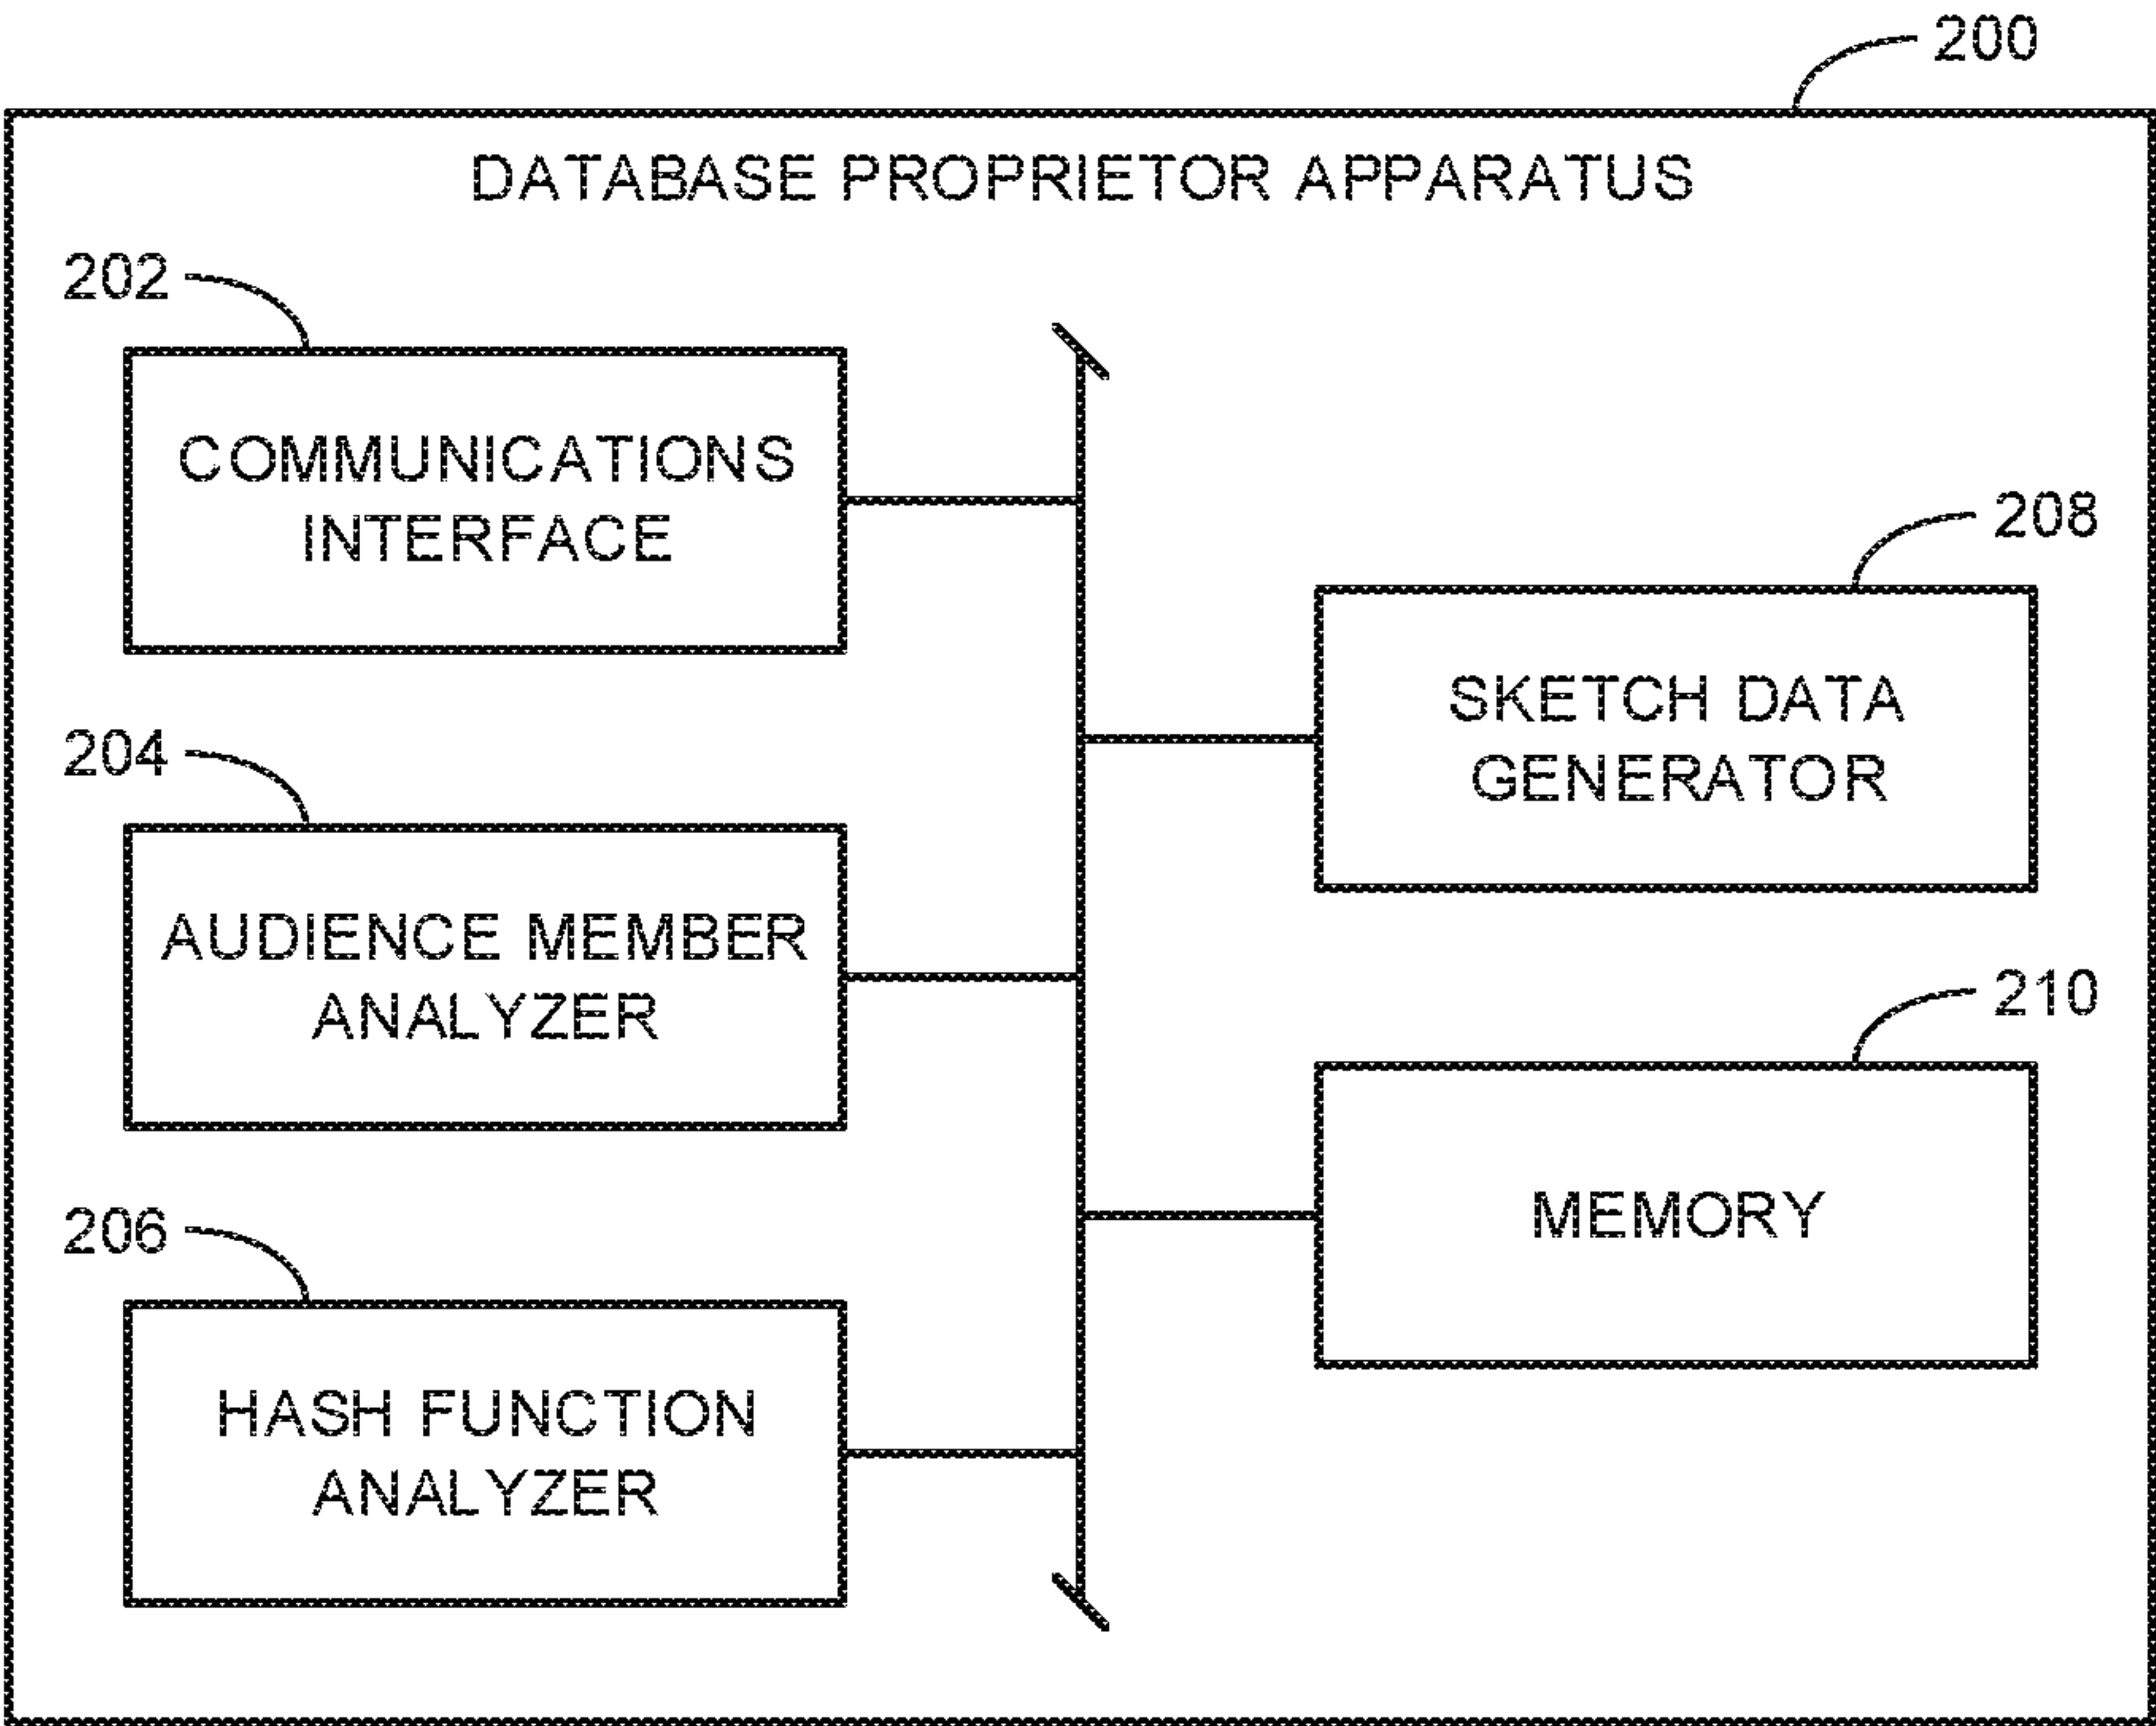 200
DATABASE PROPRIETOR APPARATUS
202
COMMUNICATIONS
INTERFACE
204
AUDIENCE MEMBER
ANALYZER
206
HASH FUNCTION
ANALYZER
208
SKETCH DATA
GENERATOR
210
MEMORY